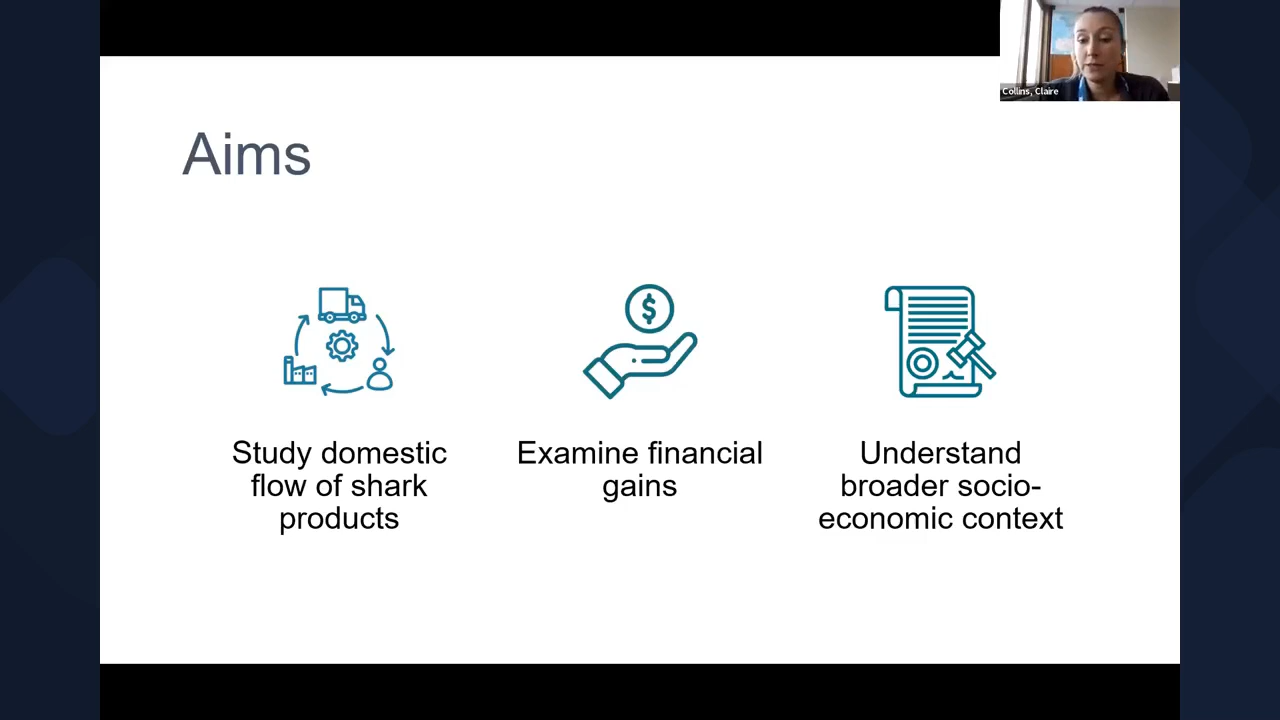 Collins, Claire
Aims
$
Study domestic
flow of shark
products
Examine financial
gains
Understand
broader socio-
economic context